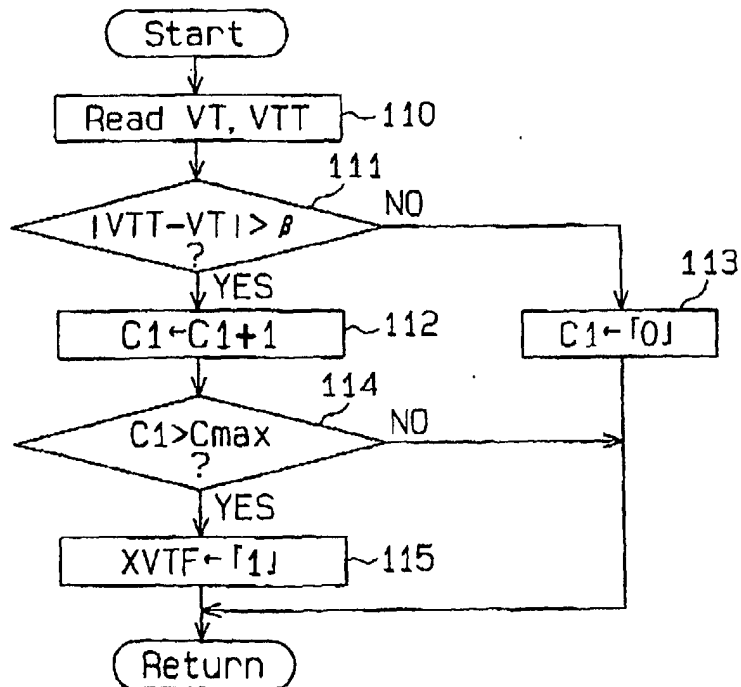 Start
Read VT, VTT
110
111
|VTT-VT|> β
?
NO
YES
113
C1←C1+1
112
C1←「0」
114
C1>Cmax
?
NO
YES
XVTF←「1」
115
Return